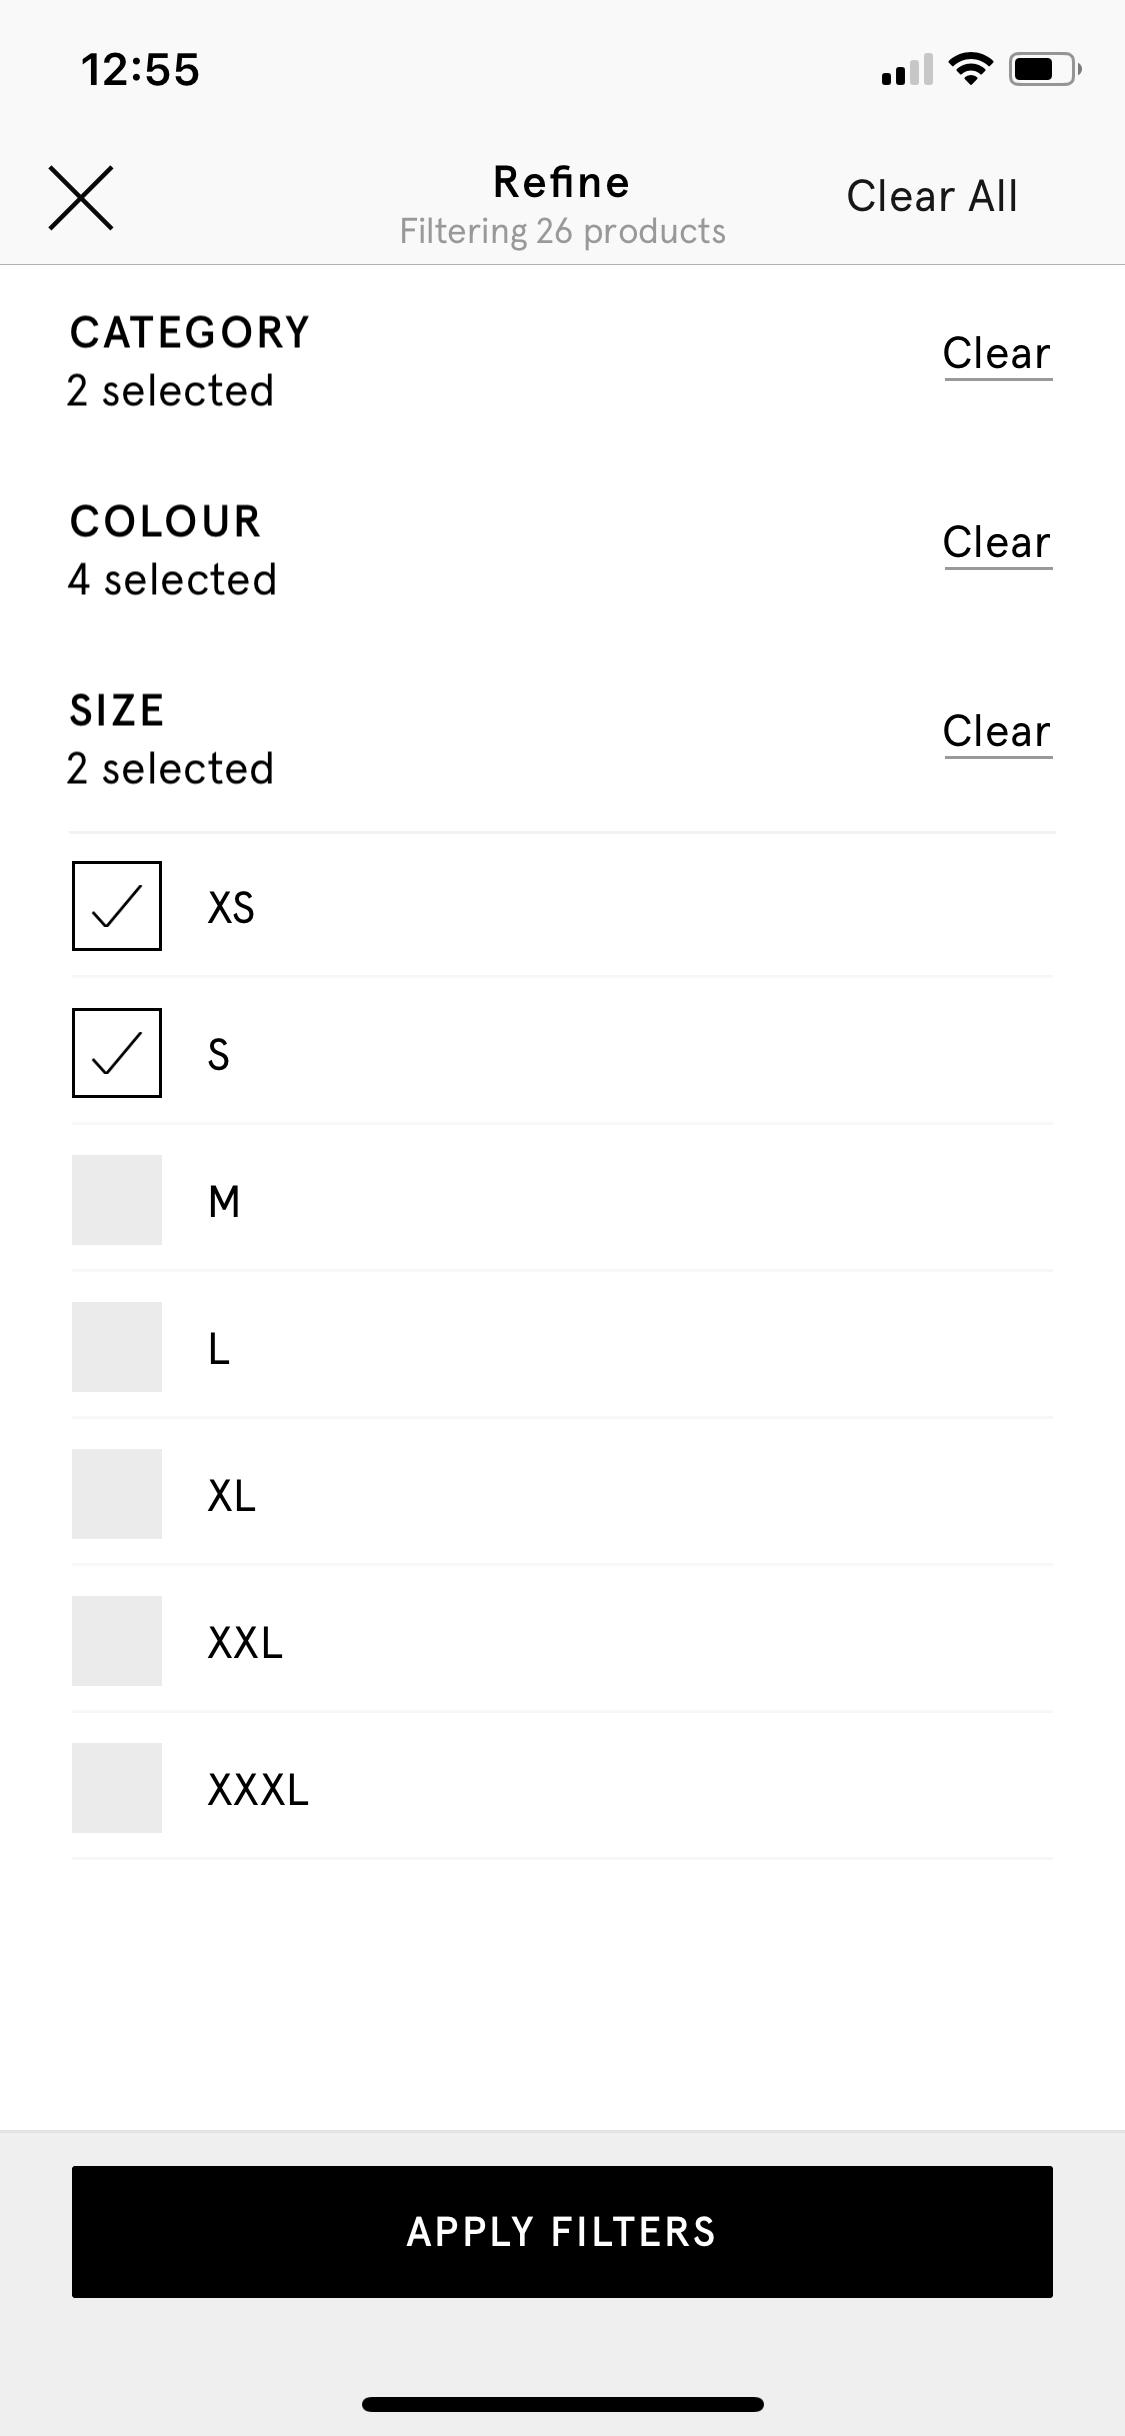 12:55
Refine
Filtering 26 products
Clear All
CATEGORY
2 selected
Clear
COLOUR
4 selected
Clear
SIZE
2 selected
Clear
XS
S
M
L
XL
XXL
XXXL
APPLY FILTERS